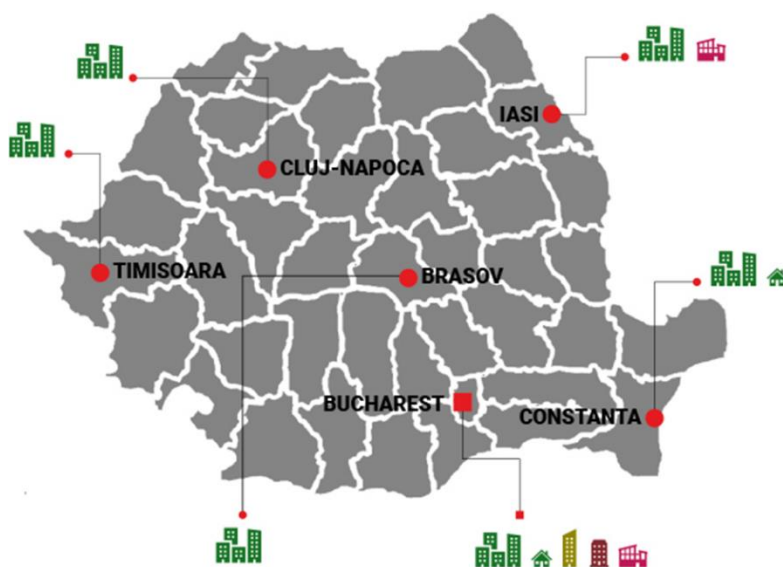 IASI
CLUJ-NAPOCA
TIMISOARA
BRASOV
BUCHAREST
CONSTANTA